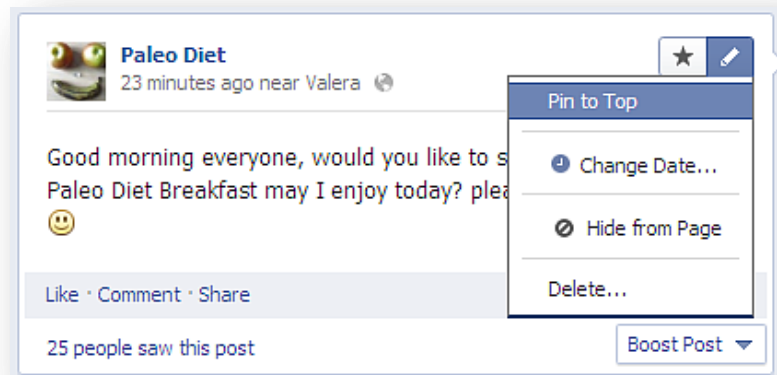 Paleo Diet
23 minutes ago near Valera
Pin to Top
Good morning everyone, would you like to
Change Date...
Paleo Diet Breakfast may I enjoy today?
Hide from Page
Delete...
Like · Comment · Share
25 people saw this post
Boost Post